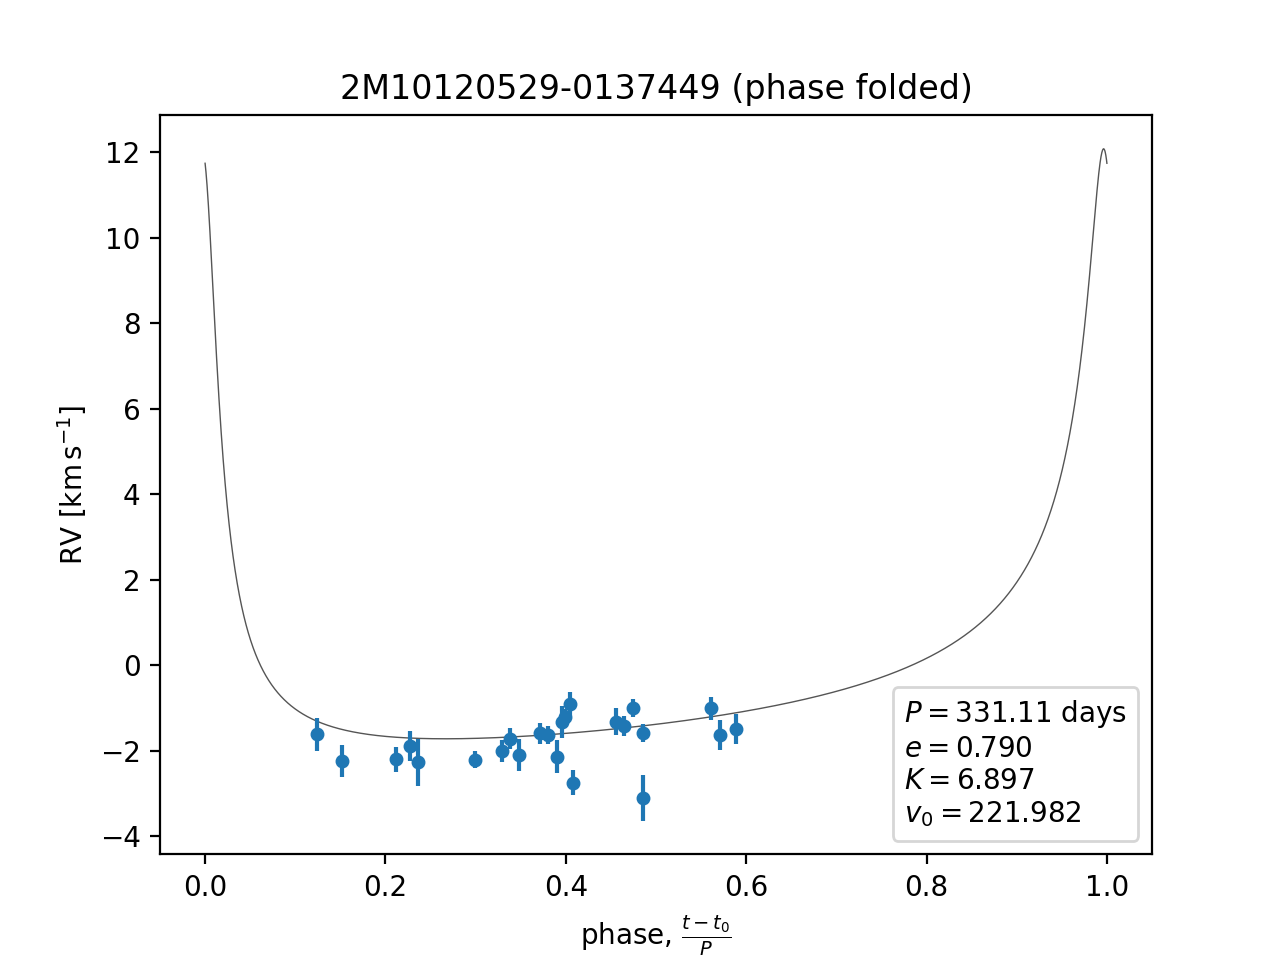 2M10120529-0137449 (phase folded)
12
10
8
6
4
2
0
−2
−4
RV [km s⁻¹]
P = 331.11 days
e = 0.790
K = 6.897
v₀ = 221.982
0.0 0.2 0.4 0.6 0.8 1.0
phase, (t − t₀)/P